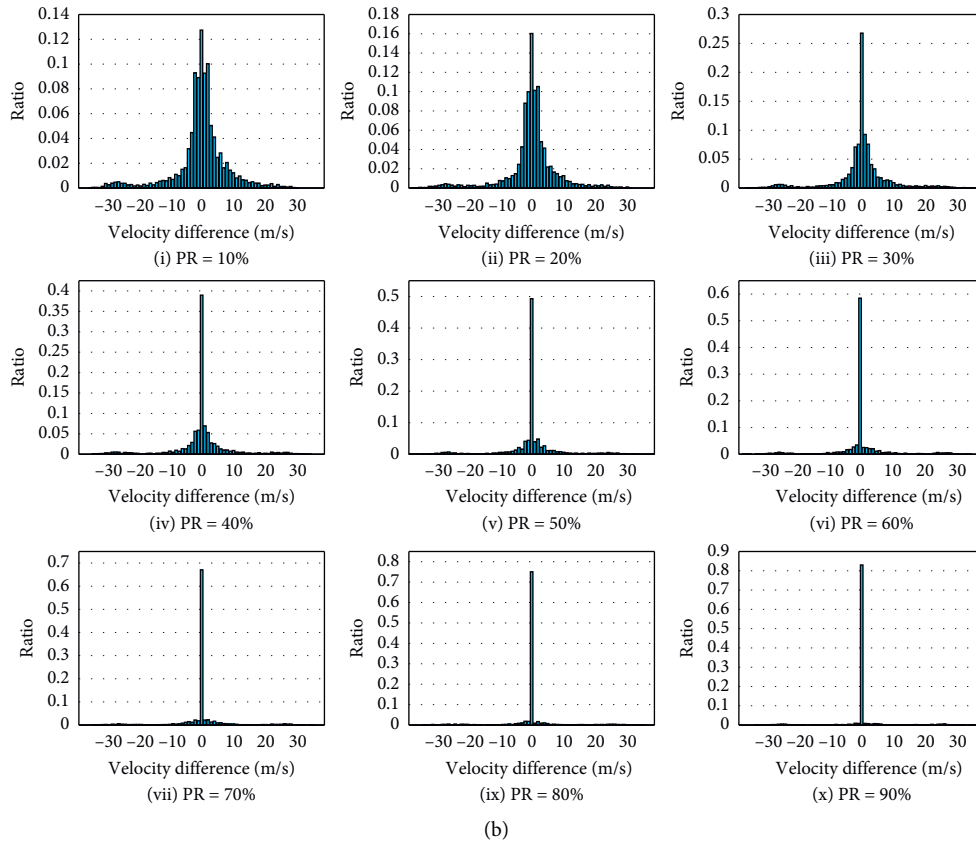 0.14
0.12
0.1
0.08
0.06
0.04
0.02
0
Ratio
−30 −20 −10 0 10 20 30
Velocity difference (m/s)
(i) PR = 10%
0.18
0.16
0.14
0.12
0.1
0.08
0.06
0.04
0.02
0
Ratio
−30 −20 −10 0 10 20 30
Velocity difference (m/s)
(ii) PR = 20%
0.3
0.25
0.2
0.15
0.1
0.05
0
Ratio
−30 −20 −10 0 10 20 30
Velocity difference (m/s)
(iii) PR = 30%
0.4
0.35
0.3
0.25
0.2
0.15
0.1
0.05
0
Ratio
−30 −20 −10 0 10 20 30
Velocity difference (m/s)
(iv) PR = 40%
0.5
0.4
0.3
0.2
0.1
0
Ratio
−30 −20 −10 0 10 20 30
Velocity difference (m/s)
(v) PR = 50%
0.6
0.5
0.4
0.3
0.2
0.1
0
Ratio
−30 −20 −10 0 10 20 30
Velocity difference (m/s)
(vi) PR = 60%
0.7
0.6
0.5
0.4
0.3
0.2
0.1
0
Ratio
−30 −20 −10 0 10 20 30
Velocity difference (m/s)
(vii) PR = 70%
0.8
0.7
0.6
0.5
0.4
0.3
0.2
0.1
0
Ratio
−30 −20 −10 0 10 20 30
Velocity difference (m/s)
(ix) PR = 80%
0.9
0.8
0.7
0.6
0.5
0.4
0.3
0.2
0.1
0
Ratio
−30 −20 −10 0 10 20 30
Velocity difference (m/s)
(x) PR = 90%
(b)